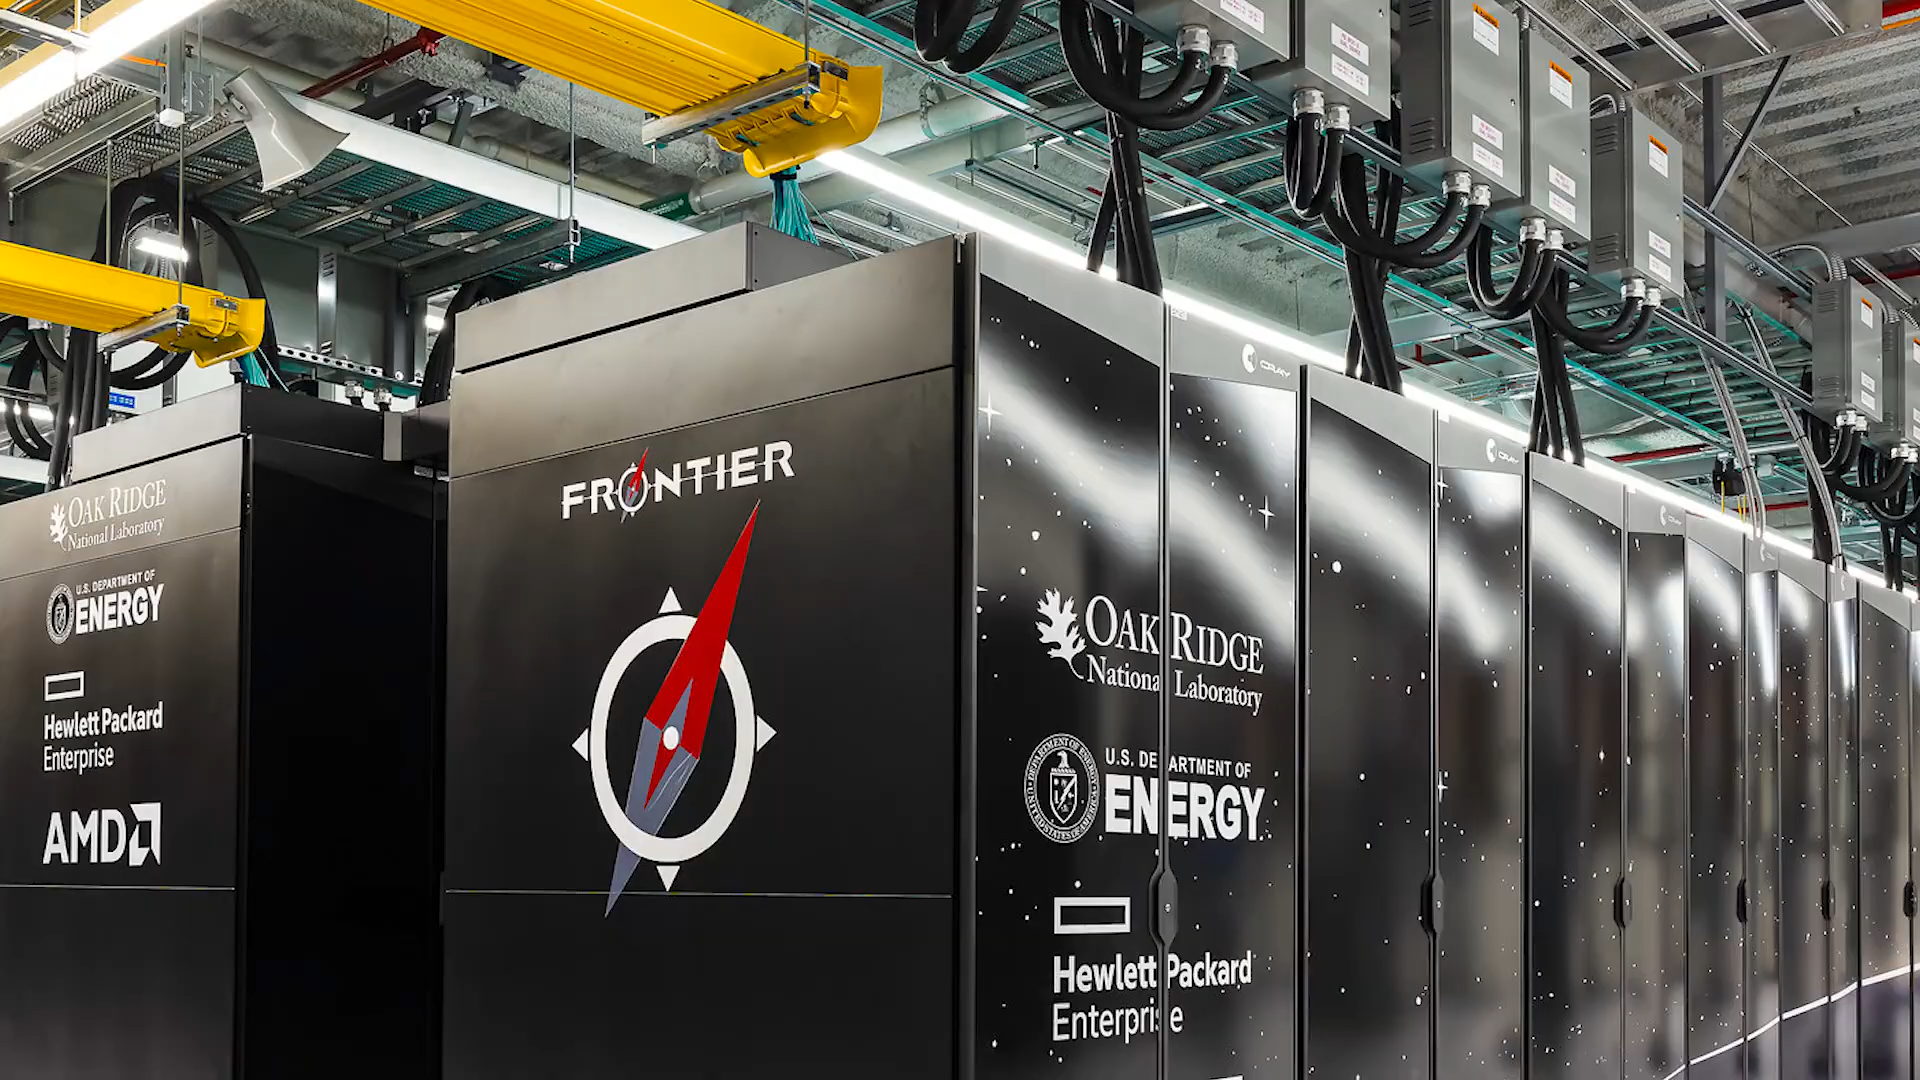 OAK RIDGE
National Laboratory
U.S. DEPARTMENT OF
ENERGY
Hewlett Packard
Enterprise
AMD
FRONTIER
CRAY
OAK RIDGE
National Laboratory
U.S. DEPARTMENT OF
ENERGY
Hewlett Packard
Enterprise
CRAY